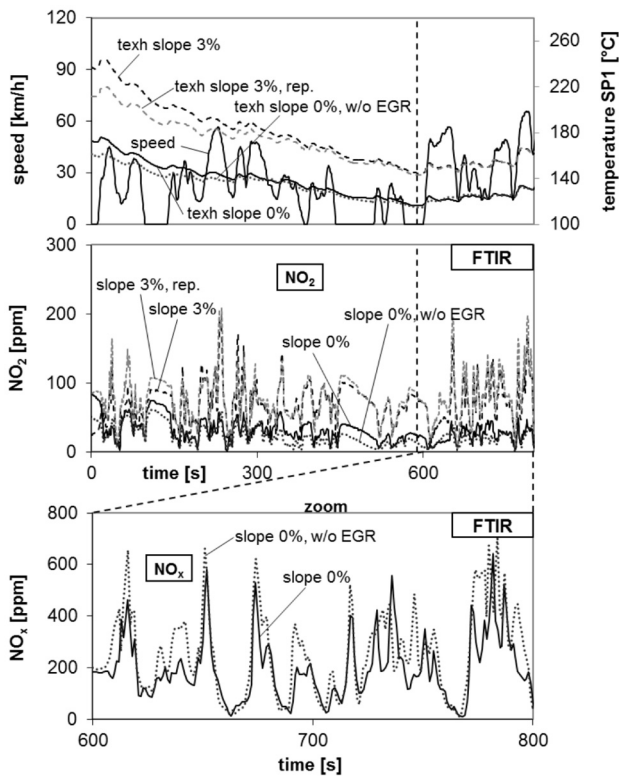 120
90
60
30
0
speed [km/h]
260
220
180
140
100
temperature SP1 [°C]
texh slope 3%
texh slope 3%, rep.
texh slope 0%, w/o EGR
speed
texh slope 0%
300
200
100
0
NO2 [ppm]
NO2
FTIR
slope 3%, rep.
slope 3%
slope 0%, w/o EGR
slope 0%
0
300
600
time [s]
zoom
800
600
400
200
0
NOx [ppm]
NOx
FTIR
slope 0%, w/o EGR
slope 0%
600
700
800
time [s]